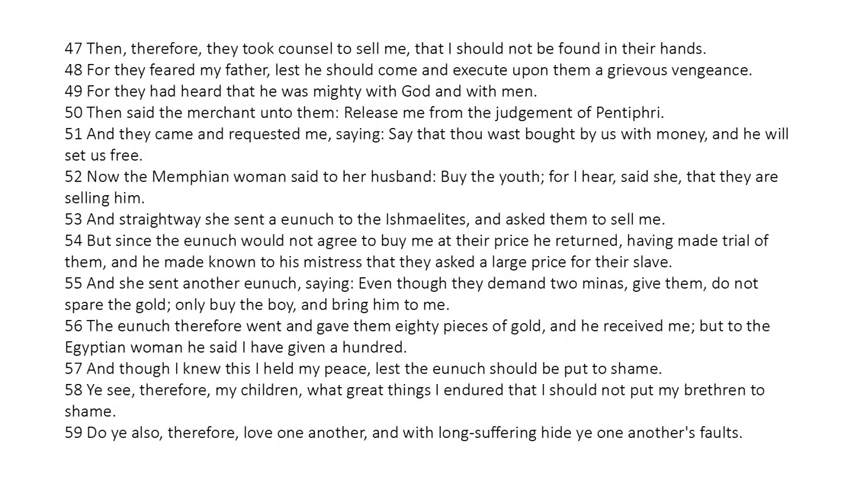 47 Then, therefore, they took counsel to sell me, that I should not be found in their hands.
48 For they feared my father, lest he should come and execute upon them a grievous vengeance.
49 For they had heard that he was mighty with God and with men.
50 Then said the merchant unto them: Release me from the judgement of Pentiphri.
51 And they came and requested me, saying: Say that thou wast bought by us with money, and he will
set us free.
52 Now the Memphian woman said to her husband: Buy the youth; for I hear, said she, that they are
selling him.
53 And straightway she sent a eunuch to the Ishmaelites, and asked them to sell me.
54 But since the eunuch would not agree to buy me at their price he returned, having made trial of
them, and he made known to his mistress that they asked a large price for their slave.
55 And she sent another eunuch, saying: Even though they demand two minas, give them, do not
spare the gold; only buy the boy, and bring him to me.
56 The eunuch therefore went and gave them eighty pieces of gold, and he received me; but to the
Egyptian woman he said I have given a hundred.
57 And though I knew this I held my peace, lest the eunuch should be put to shame.
58 Ye see, therefore, my children, what great things I endured that I should not put my brethren to
shame.
59 Do ye also, therefore, love one another, and with long-suffering hide ye one another's faults.